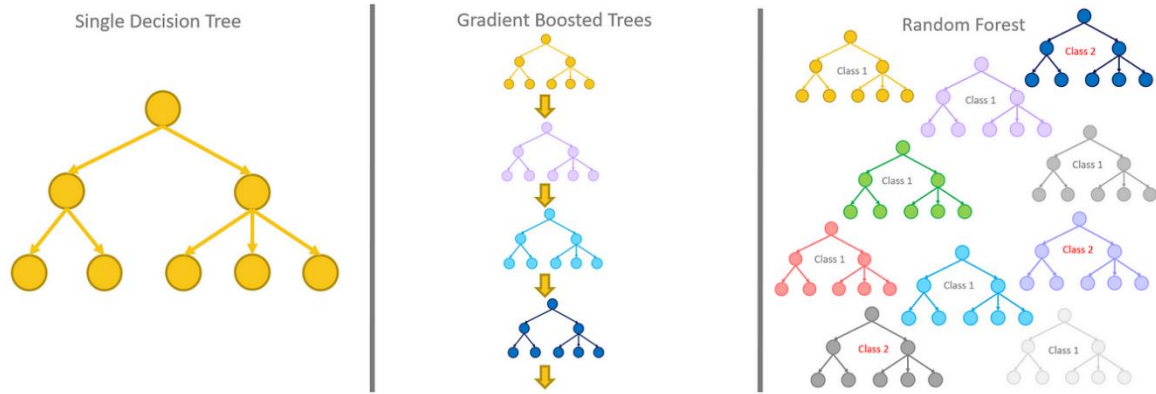 Single Decision Tree
Gradient Boosted Trees
Random Forest
Class 1
Class 2
Class 1
Class 1
Class 1
Class 1
Class 2
Class 1
Class 2
Class 1